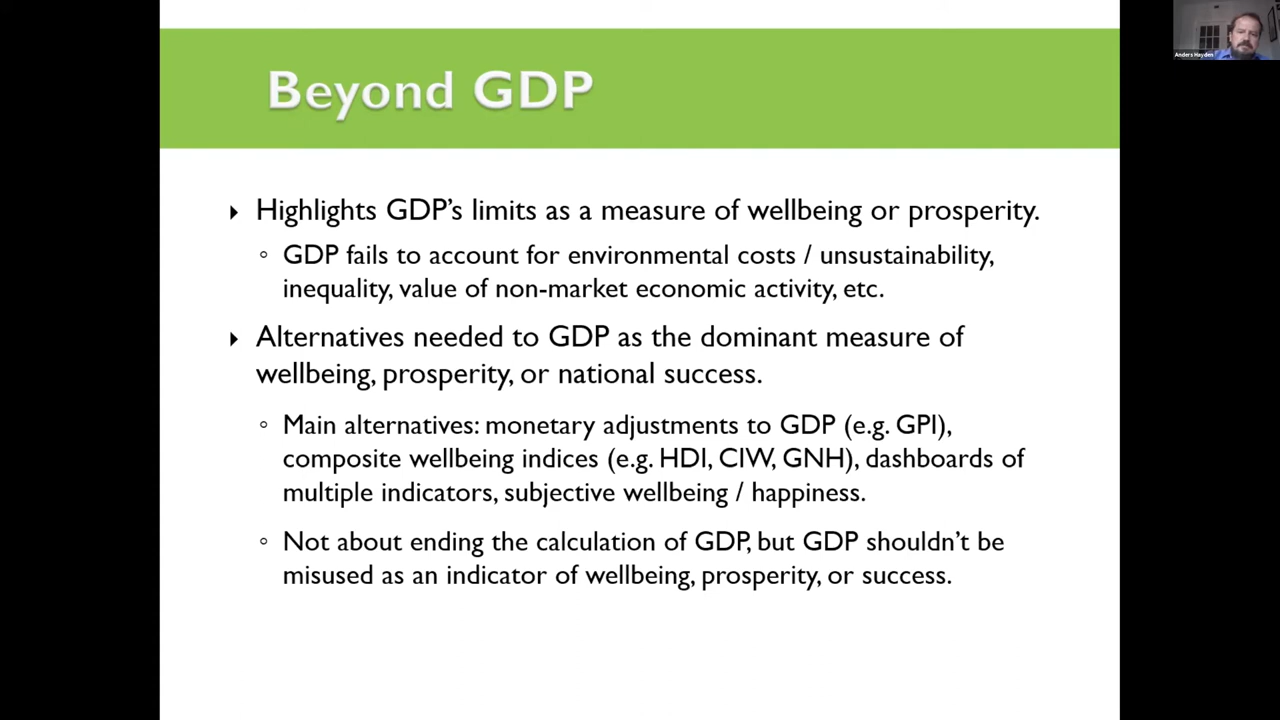 Beyond GDP
Highlights GDP’s limits as a measure of wellbeing or prosperity.
GDP fails to account for environmental costs / unsustainability,
inequality, value of non-market economic activity, etc.
Alternatives needed to GDP as the dominant measure of
wellbeing, prosperity, or national success.
Main alternatives: monetary adjustments to GDP (e.g. GPI),
composite wellbeing indices (e.g. HDI, CIW, GNH), dashboards of
multiple indicators, subjective wellbeing / happiness.
Not about ending the calculation of GDP, but GDP shouldn’t be
misused as an indicator of wellbeing, prosperity, or success.
Anders Hayden